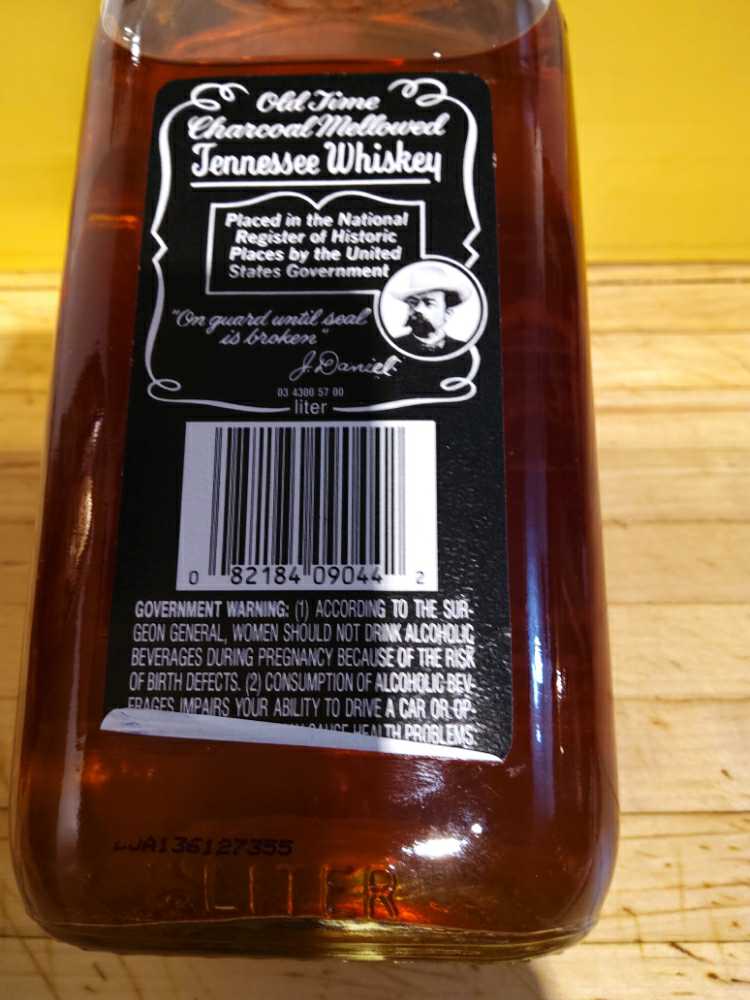 Old Time
Charcoal Mellowed
Tennessee Whiskey
Placed in the National
Register of Historic
Places by the United
States Government
"On guard until seal
is broken"
J. Daniel
03 4300 57 00
liter
0 82184 09044 2
GOVERNMENT WARNING: (1) ACCORDING TO THE SUR-
GEON GENERAL, WOMEN SHOULD NOT DRINK ALCOHOLIC
BEVERAGES DURING PREGNANCY BECAUSE OF THE RISK
OF BIRTH DEFECTS. (2) CONSUMPTION OF ALCOHOLIC BEV-
ERAGES IMPAIRS YOUR ABILITY TO DRIVE A CAR OR OP-
CAUSE HEALTH PROBLEMS.
JA136127355
LITER